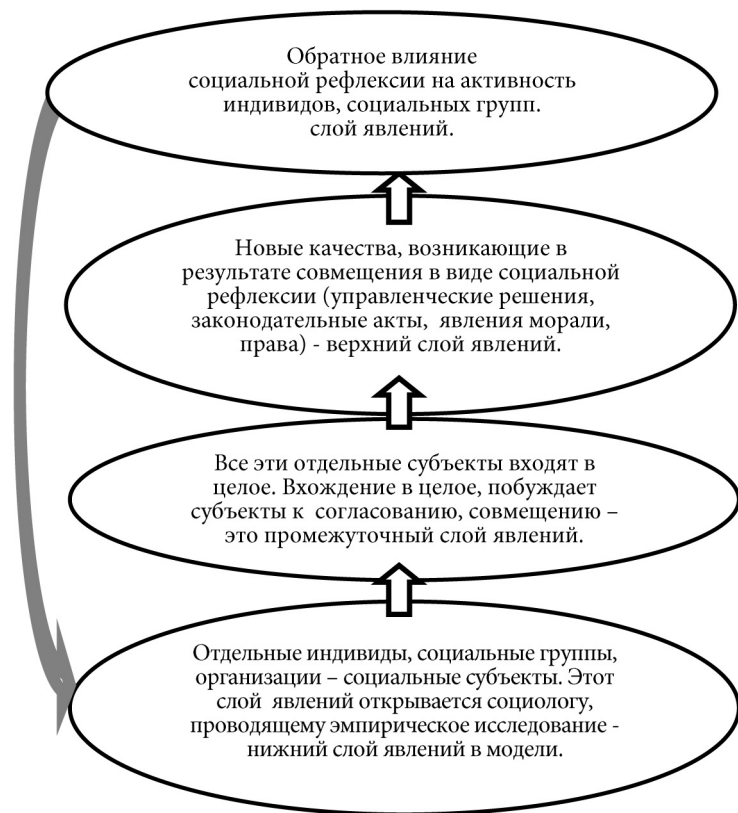 Обратное влияние
социальной рефлексии на активность
индивидов, социальных групп.
слой явлений.
Новые качества, возникающие в
результате совмещения в виде социальной
рефлексии (управленческие решения,
законодательные акты, явления морали,
права) - верхний слой явлений.
Все эти отдельные субъекты входят в
целое. Вхождение в целое, побуждает
субъекты к согласованию, совмещению –
это промежуточный слой явлений.
Отдельные индивиды, социальные группы,
организации – социальные субъекты. Этот
слой явлений открывается социологу,
проводящему эмпирическое исследование -
нижний слой явлений в модели.